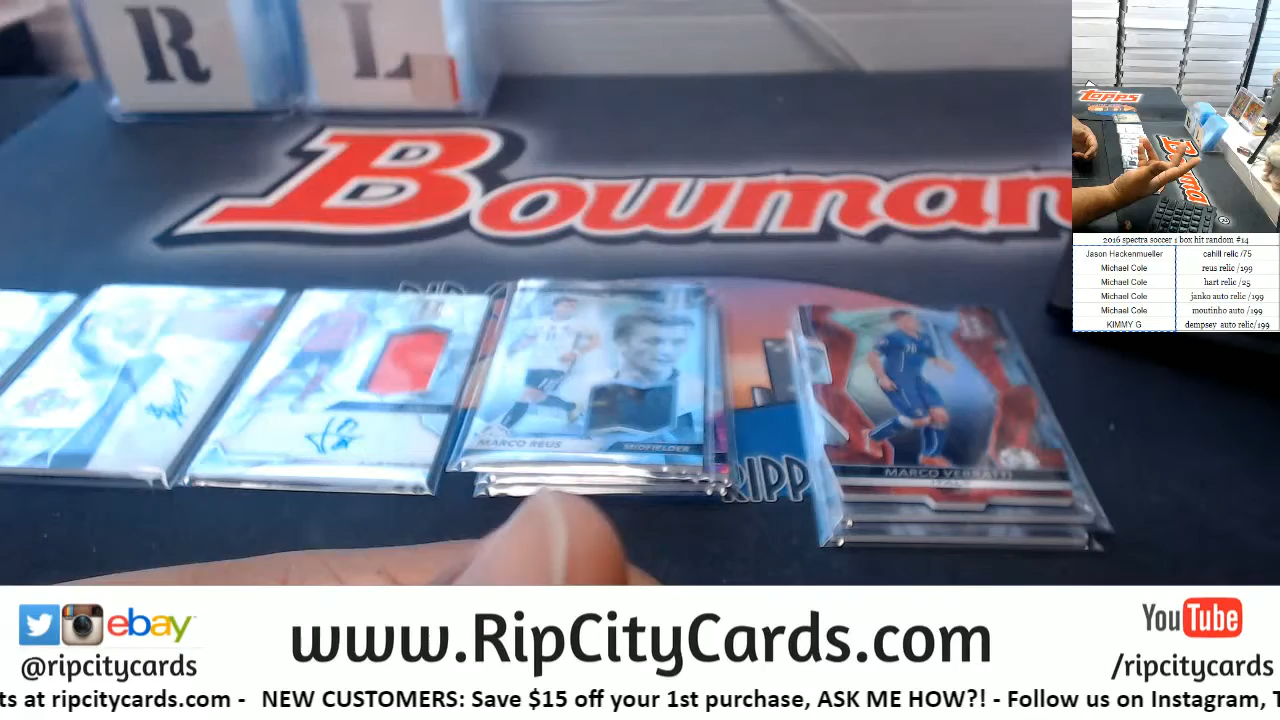 R L
BOWMAN
MARCO REUS
MIDFIELDER
RIPP
MARCO VERRATTI
TOPPS
2016 spectra soccer 1 box hit random #14
Jason Hackenmueller cahill relic /75
Michael Cole reus relic /199
Michael Cole hart relic /25
Michael Cole janko auto relic /199
Michael Cole moutinho auto /199
KIMMY G dempsey auto relic/199
ebay
@ripcitycards
www.RipCityCards.com
YouTube
/ripcitycards
ts at ripcitycards.com - NEW CUSTOMERS: Save $15 off your 1st purchase, ASK ME HOW?! - Follow us on Instagram, T